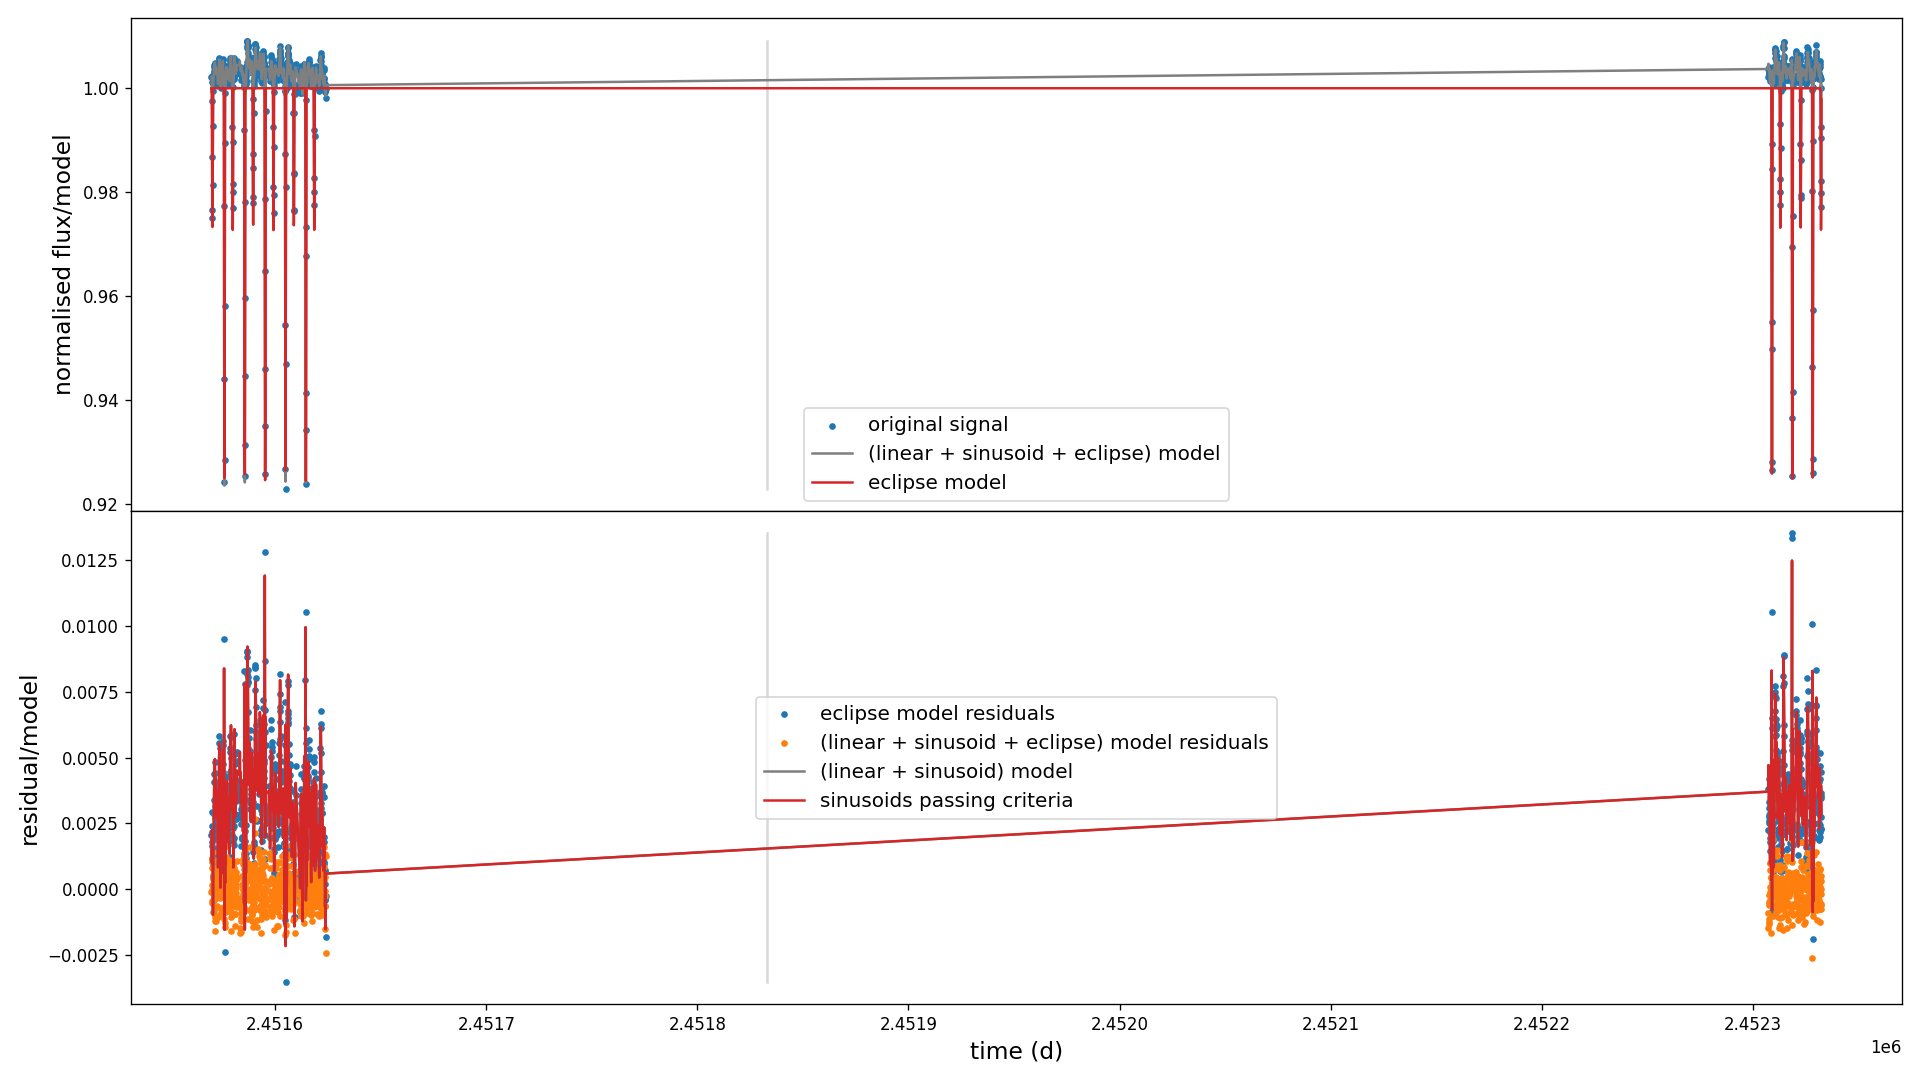 1.00
0.98
0.96
0.94
0.92
normalised flux/model
original signal
(linear + sinusoid + eclipse) model
eclipse model
0.0125
0.0100
0.0075
0.0050
0.0025
0.0000
−0.0025
residual/model
eclipse model residuals
(linear + sinusoid + eclipse) model residuals
(linear + sinusoid) model
sinusoids passing criteria
2.4516 2.4517 2.4518 2.4519 2.4520 2.4521 2.4522 2.4523
1e6
time (d)